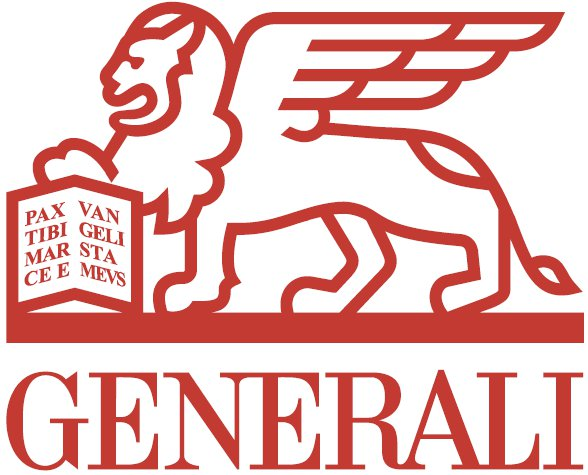 PAX
TIBI
MAR
CE E
VAN
GELI
STA
MEVS
GENERALI